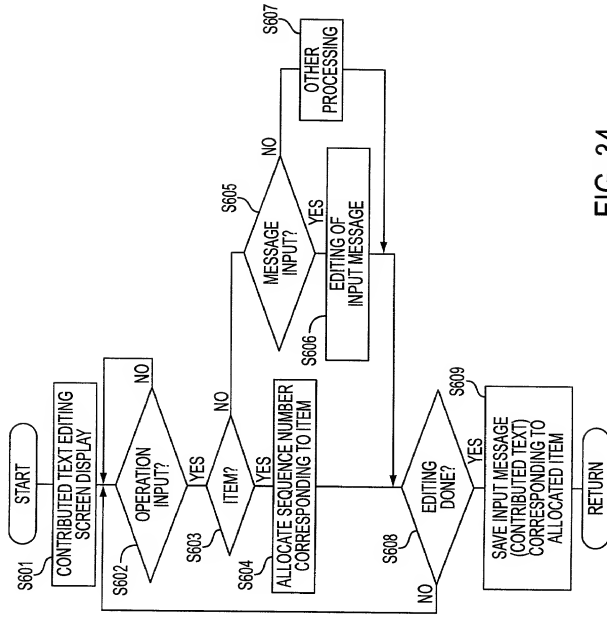 START
S601
CONTRIBUTED TEXT EDITING
SCREEN DISPLAY
S602
OPERATION
INPUT?
NO
YES
S603
ITEM?
NO
YES
S604
ALLOCATE SEQUENCE NUMBER
CORRESPONDING TO ITEM
S605
MESSAGE
INPUT?
NO
YES
S606
EDITING OF
INPUT MESSAGE
S607
OTHER
PROCESSING
S608
EDITING
DONE?
NO
YES
S609
SAVE INPUT MESSAGE
(CONTRIBUTED TEXT)
CORRESPONDING TO
ALLOCATED ITEM
RETURN